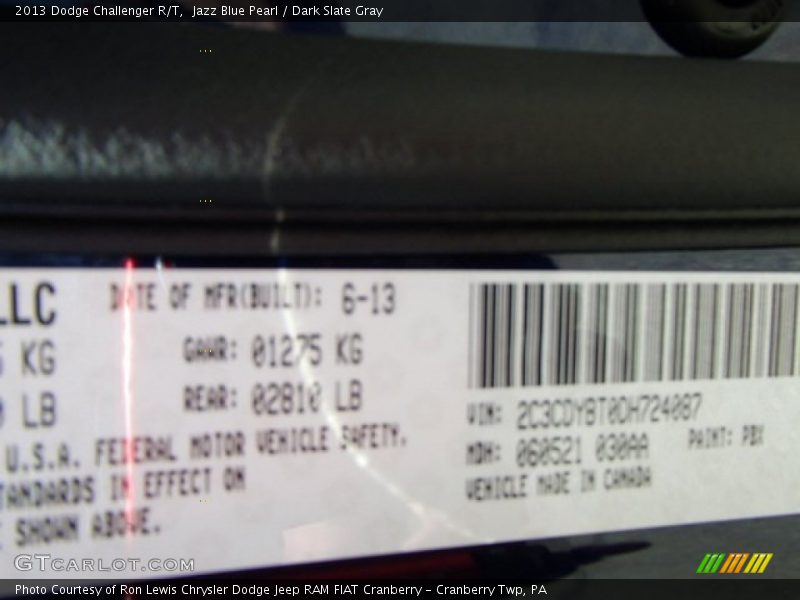 2013 Dodge Challenger R/T, Jazz Blue Pearl / Dark Slate Gray
LLC
DATE OF MFR(BUILT): 6-13
KG
GAWR: 01275 KG
LB
REAR: 02810 LB
U.S.A. FEDERAL MOTOR VEHICLE SAFETY.
TANDARDS IN EFFECT ON
SHOWN ABOVE.
VIN: 2C3CDYBT0DH724087
MDH: 060521 030AA PAINT: PBX
VEHICLE MADE IN CANADA
GTCARLOT.COM
Photo Courtesy of Ron Lewis Chrysler Dodge Jeep RAM FIAT Cranberry - Cranberry Twp, PA